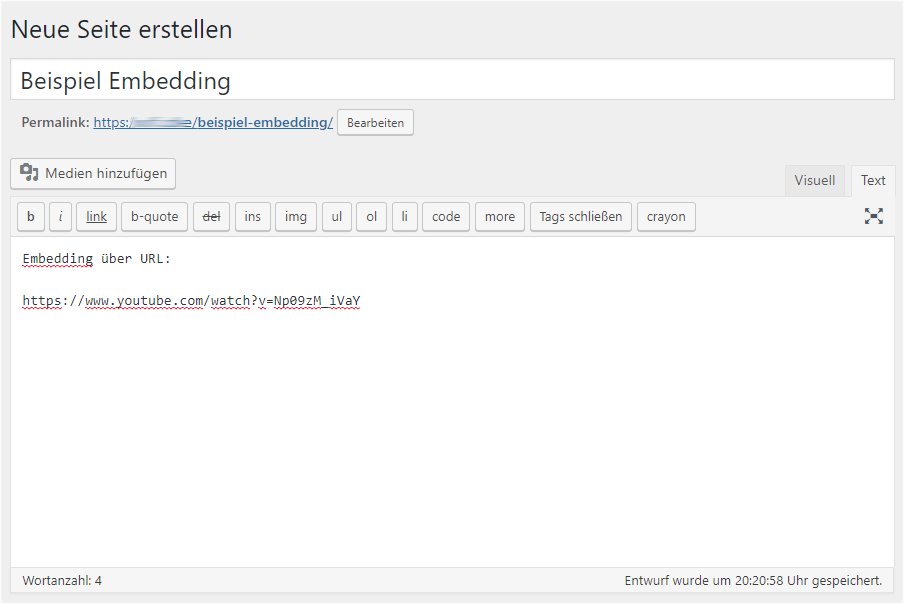 Neue Seite erstellen
Beispiel Embedding
Permalink: https:/ /beispiel-embedding/ Bearbeiten
Medien hinzufügen
Visuell Text
b i link b-quote del ins img ul ol li code more Tags schließen crayon
Embedding über URL:
https://www.youtube.com/watch?v=Np09zM_iVaY
Wortanzahl: 4 Entwurf wurde um 20:20:58 Uhr gespeichert.